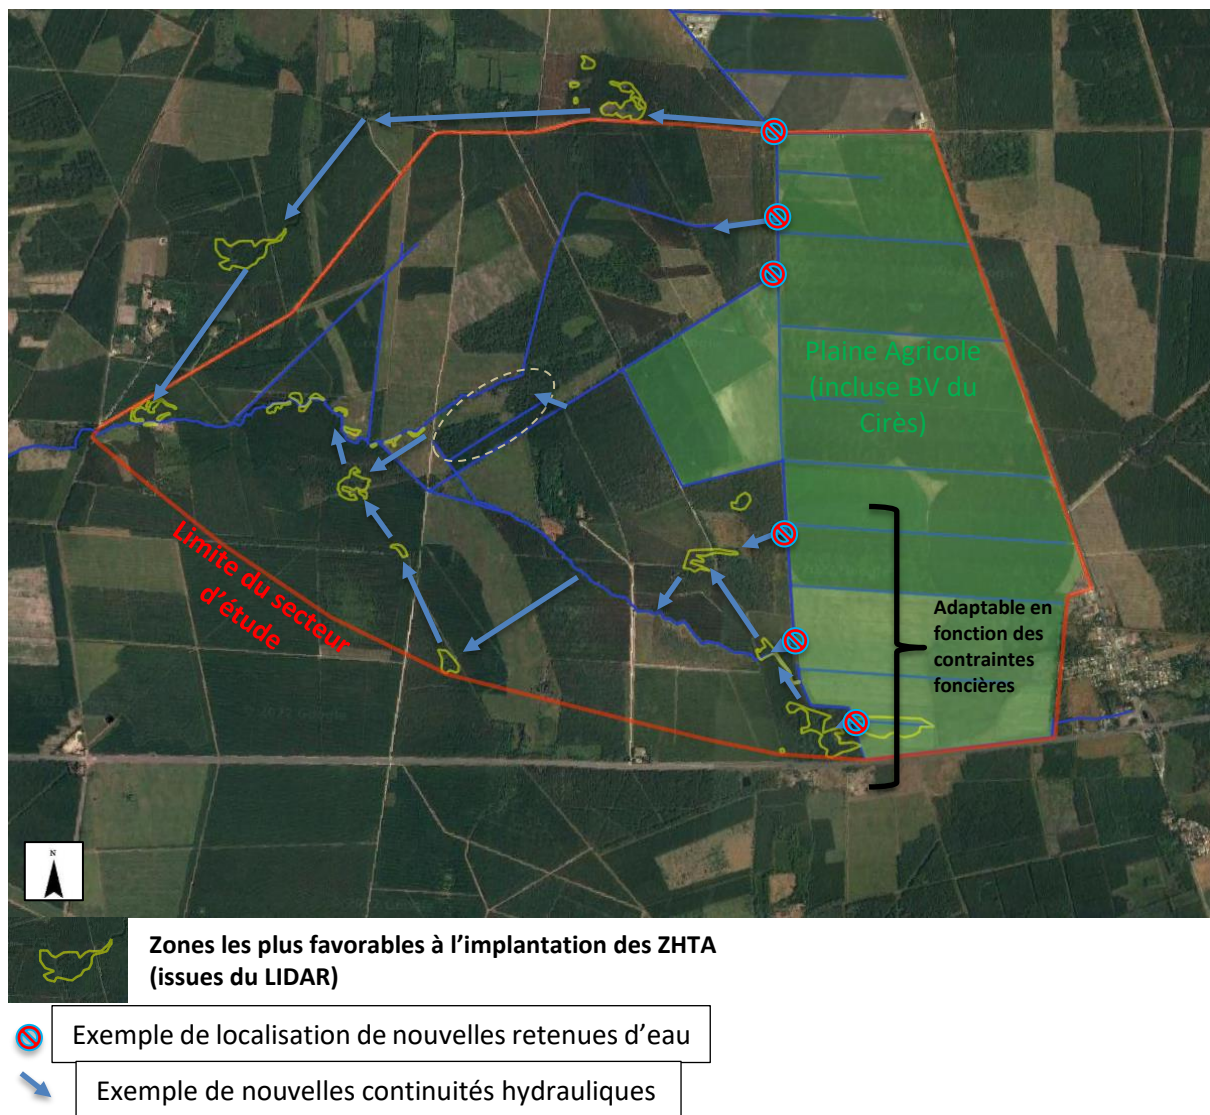 Plaine Agricole
(incluse BV du
Cirès)
Limite du secteur
d'étude
Adaptable en
fonction des
contraintes
foncières
N
Zones les plus favorables à l'implantation des ZHTA
(issues du LIDAR)
Exemple de localisation de nouvelles retenues d'eau
Exemple de nouvelles continuités hydrauliques